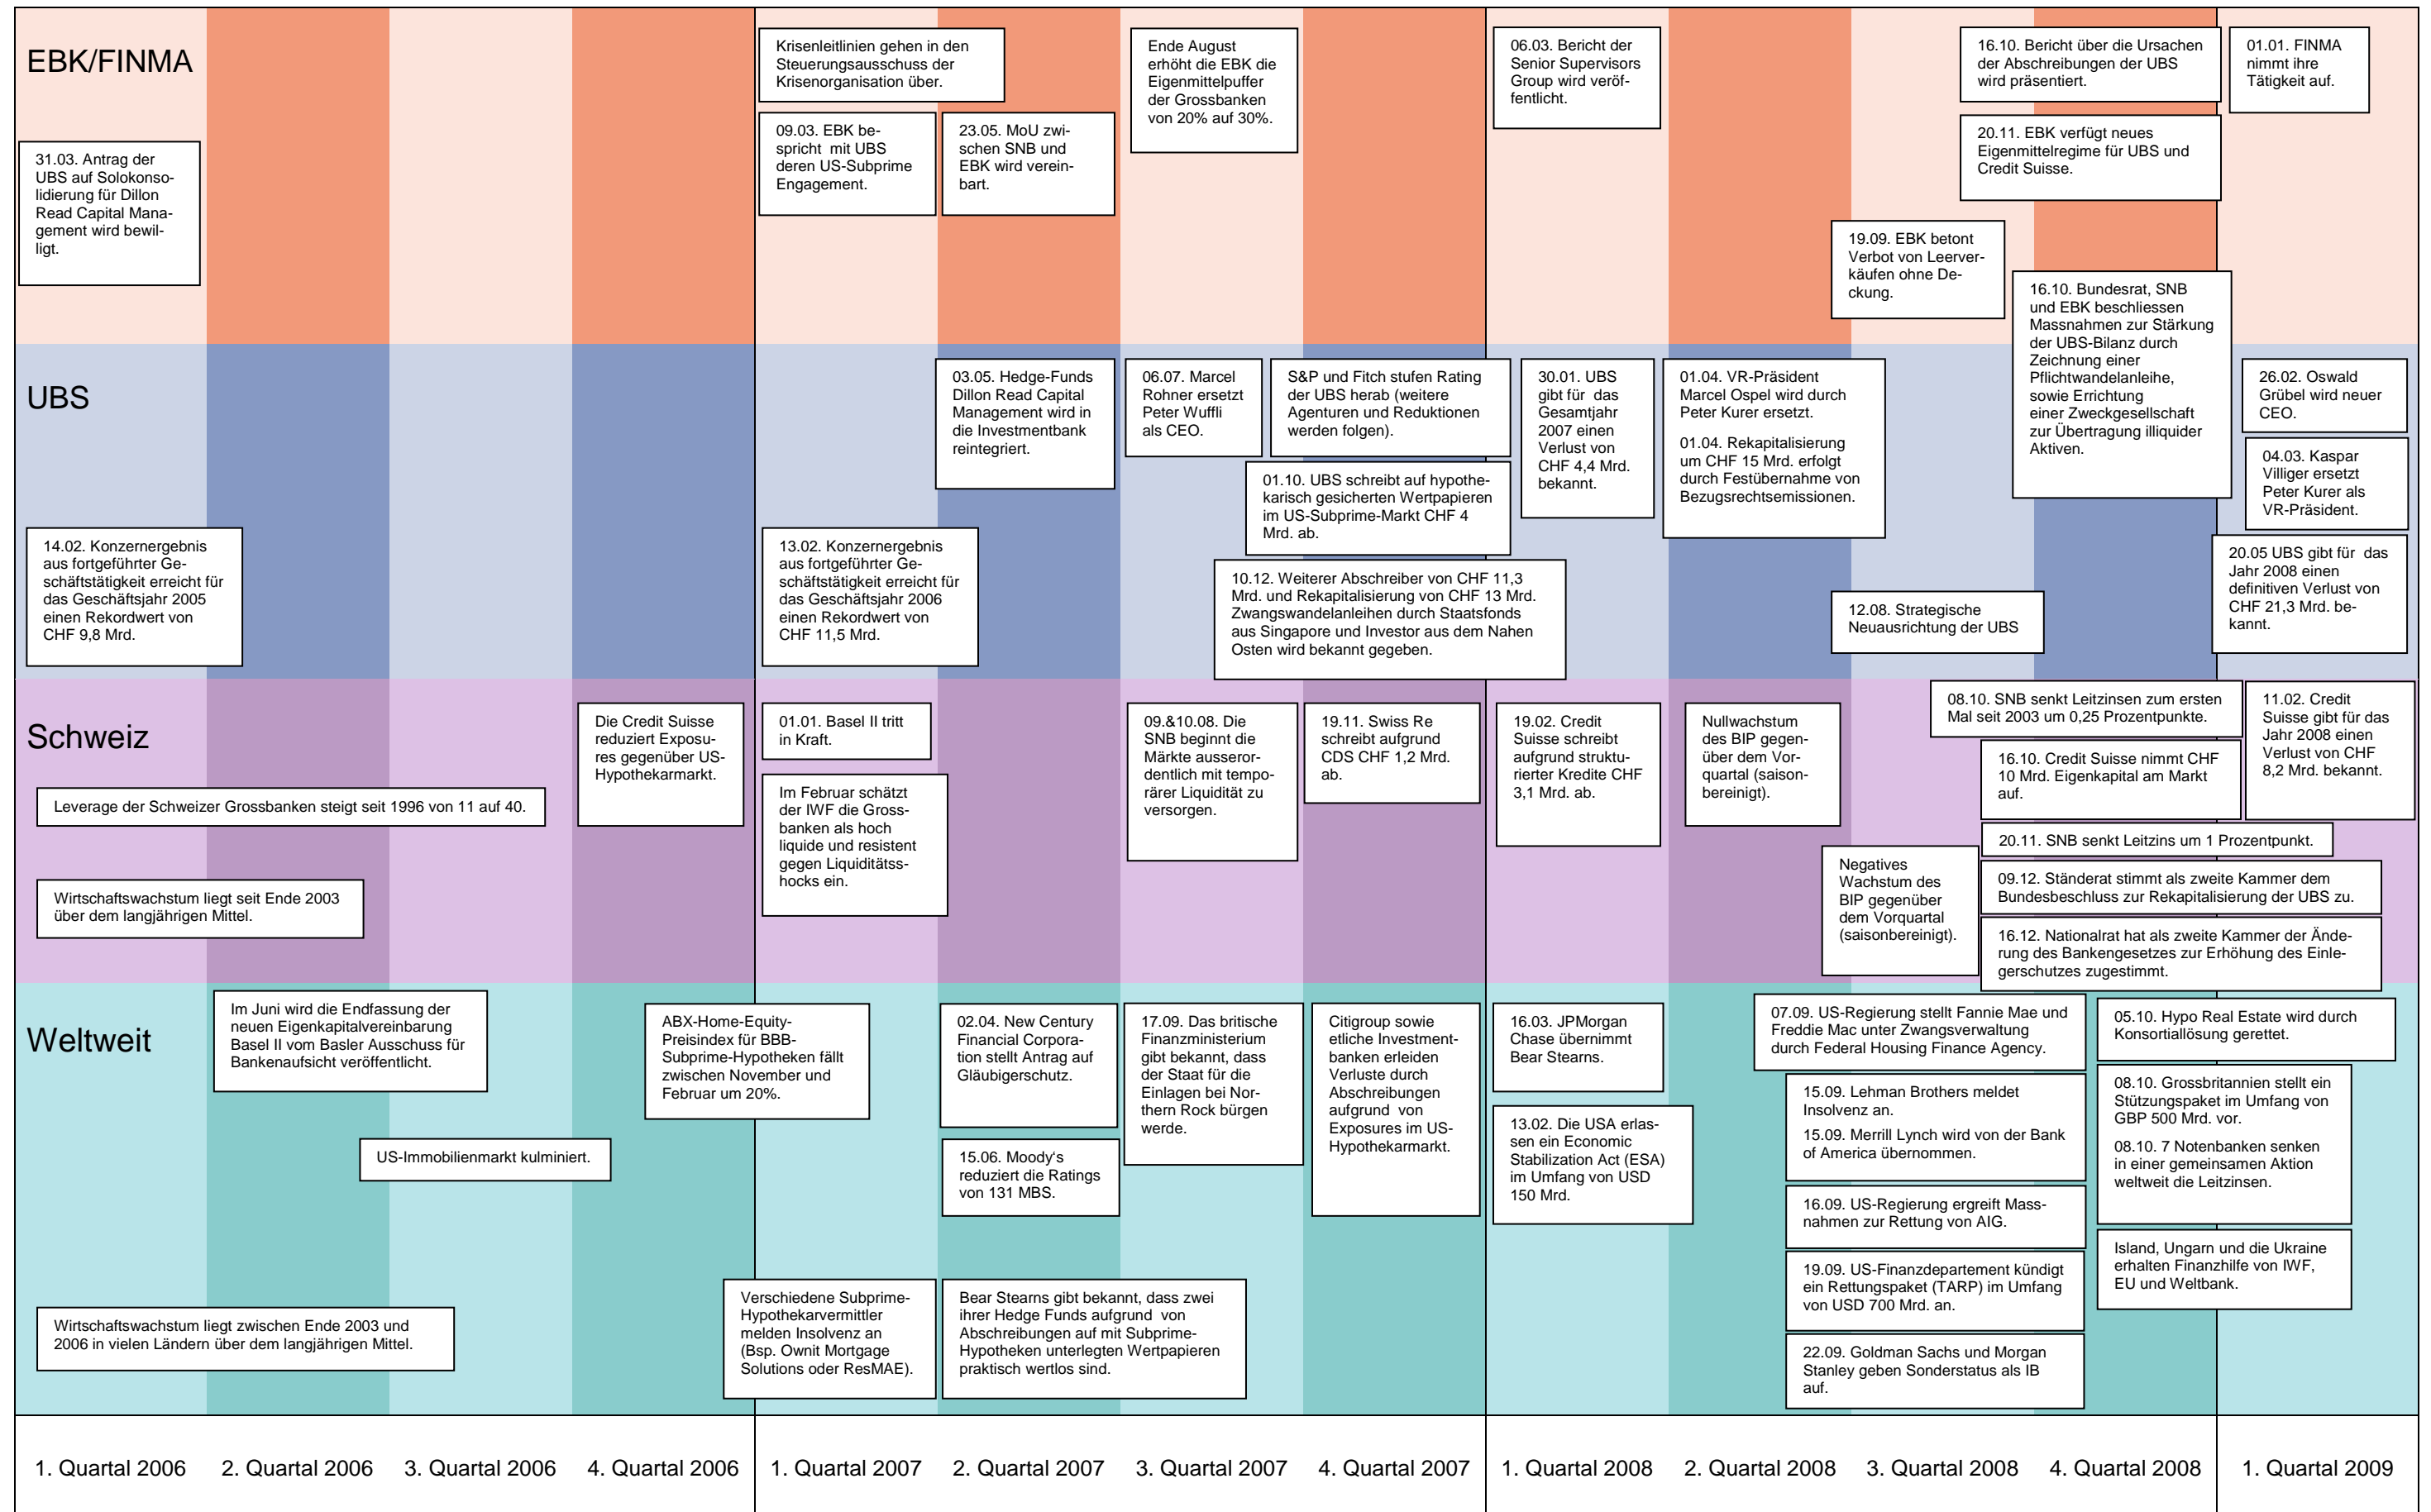 EBK/FINMA
31.03. Antrag der
UBS auf Solokonso-
lidierung für Dillon
Read Capital Mana-
gement wird bewil-
ligt.
Krisenleitlinien gehen in den
Steuerungsausschuss der
Krisenorganisation über.
09.03. EBK be-
spricht mit UBS
deren US-Subprime
Engagement.
23.05. MoU zwi-
schen SNB und
EBK wird verein-
bart.
Ende August
erhöht die EBK die
Eigenmittelpuffer
der Grossbanken
von 20% auf 30%.
06.03. Bericht der
Senior Supervisors
Group wird veröf-
fentlicht.
16.10. Bericht über die Ursachen
der Abschreibungen der UBS
wird präsentiert.
20.11. EBK verfügt neues
Eigenmittelregime für UBS und
Credit Suisse.
19.09. EBK betont
Verbot von Leerver-
käufen ohne De-
ckung.
16.10. Bundesrat, SNB
und EBK beschliessen
Massnahmen zur Stärkung
der UBS-Bilanz durch
Zeichnung einer
Pflichtwandelanleihe,
sowie Errichtung
einer Zweckgesellschaft
zur Übertragung illiquider
Aktiven.
01.01. FINMA
nimmt ihre
Tätigkeit auf.
UBS
14.02. Konzernergebnis
aus fortgeführter Ge-
schäftstätigkeit erreicht für
das Geschäftsjahr 2005
einen Rekordwert von
CHF 9,8 Mrd.
13.02. Konzernergebnis
aus fortgeführter Ge-
schäftstätigkeit erreicht für
das Geschäftsjahr 2006
einen Rekordwert von
CHF 11,5 Mrd.
03.05. Hedge-Funds
Dillon Read Capital
Management wird in
die Investmentbank
reintegriert.
06.07. Marcel
Rohner ersetzt
Peter Wuffli
als CEO.
S&P und Fitch stufen Rating
der UBS herab (weitere
Agenturen und Reduktionen
werden folgen).
01.10. UBS schreibt auf hypothe-
karisch gesicherten Wertpapieren
im US-Subprime-Markt CHF 4
Mrd. ab.
10.12. Weiterer Abschreiber von CHF 11,3
Mrd. und Rekapitalisierung von CHF 13 Mrd.
Zwangswandelanleihen durch Staatsfonds
aus Singapore und Investor aus dem Nahen
Osten wird bekannt gegeben.
30.01. UBS
gibt für das
Gesamtjahr
2007 einen
Verlust von
CHF 4,4 Mrd.
bekannt.
01.04. VR-Präsident
Marcel Ospel wird durch
Peter Kurer ersetzt.
01.04. Rekapitalisierung
um CHF 15 Mrd. erfolgt
durch Festübernahme von
Bezugsrechtsemissionen.
12.08. Strategische
Neuausrichtung der UBS
26.02. Oswald
Grübel wird neuer
CEO.
04.03. Kaspar
Villiger ersetzt
Peter Kurer als
VR-Präsident.
20.05 UBS gibt für das
Jahr 2008 einen
definitiven Verlust von
CHF 21,3 Mrd. be-
kannt.
Schweiz
Leverage der Schweizer Grossbanken steigt seit 1996 von 11 auf 40.
Wirtschaftswachstum liegt seit Ende 2003
über dem langjährigen Mittel.
Die Credit Suisse
reduziert Exposu-
res gegenüber US-
Hypothekarmarkt.
01.01. Basel II tritt
in Kraft.
Im Februar schätzt
der IWF die Gross-
banken als hoch
liquide und resistent
gegen Liquiditätss-
hocks ein.
09.&10.08. Die
SNB beginnt die
Märkte ausseror-
dentlich mit tempo-
rärer Liquidität zu
versorgen.
19.11. Swiss Re
schreibt aufgrund
CDS CHF 1,2 Mrd.
ab.
19.02. Credit
Suisse schreibt
aufgrund struktu-
rierter Kredite CHF
3,1 Mrd. ab.
Nullwachstum
des BIP gegen-
über dem Vor-
quartal (saison-
bereinigt).
Negatives
Wachstum des
BIP gegenüber
dem Vorquartal
(saisonbereinigt).
08.10. SNB senkt Leitzinsen zum ersten
Mal seit 2003 um 0,25 Prozentpunkte.
16.10. Credit Suisse nimmt CHF
10 Mrd. Eigenkapital am Markt
auf.
20.11. SNB senkt Leitzins um 1 Prozentpunkt.
09.12. Ständerat stimmt als zweite Kammer dem
Bundesbeschluss zur Rekapitalisierung der UBS zu.
16.12. Nationalrat hat als zweite Kammer der Ände-
rung des Bankengesetzes zur Erhöhung des Einle-
gerschutzes zugestimmt.
11.02. Credit
Suisse gibt für das
Jahr 2008 einen
Verlust von CHF
8,2 Mrd. bekannt.
Weltweit
Im Juni wird die Endfassung der
neuen Eigenkapitalvereinbarung
Basel II vom Basler Ausschuss für
Bankenaufsicht veröffentlicht.
US-Immobilienmarkt kulminiert.
Wirtschaftswachstum liegt zwischen Ende 2003 und
2006 in vielen Ländern über dem langjährigen Mittel.
ABX-Home-Equity-
Preisindex für BBB-
Subprime-Hypotheken fällt
zwischen November und
Februar um 20%.
Verschiedene Subprime-
Hypothekarvermittler
melden Insolvenz an
(Bsp. Ownit Mortgage
Solutions oder ResMAE).
02.04. New Century
Financial Corpora-
tion stellt Antrag auf
Gläubigerschutz.
15.06. Moody's
reduziert die Ratings
von 131 MBS.
Bear Stearns gibt bekannt, dass zwei
ihrer Hedge Funds aufgrund von
Abschreibungen auf mit Subprime-
Hypotheken unterlegten Wertpapieren
praktisch wertlos sind.
17.09. Das britische
Finanzministerium
gibt bekannt, dass
der Staat für die
Einlagen bei Nor-
thern Rock bürgen
werde.
Citigroup sowie
etliche Investment-
banken erleiden
Verluste durch
Abschreibungen
aufgrund von
Exposures im US-
Hypothekarmarkt.
16.03. JPMorgan
Chase übernimmt
Bear Stearns.
13.02. Die USA erlas-
sen ein Economic
Stabilization Act (ESA)
im Umfang von USD
150 Mrd.
07.09. US-Regierung stellt Fannie Mae und
Freddie Mac unter Zwangsverwaltung
durch Federal Housing Finance Agency.
15.09. Lehman Brothers meldet
Insolvenz an.
15.09. Merrill Lynch wird von der Bank
of America übernommen.
16.09. US-Regierung ergreift Mass-
nahmen zur Rettung von AIG.
19.09. US-Finanzdepartement kündigt
ein Rettungspaket (TARP) im Umfang
von USD 700 Mrd. an.
22.09. Goldman Sachs und Morgan
Stanley geben Sonderstatus als IB
auf.
05.10. Hypo Real Estate wird durch
Konsortiallösung gerettet.
08.10. Grossbritannien stellt ein
Stützungspaket im Umfang von
GBP 500 Mrd. vor.
08.10. 7 Notenbanken senken
in einer gemeinsamen Aktion
weltweit die Leitzinsen.
Island, Ungarn und die Ukraine
erhalten Finanzhilfe von IWF,
EU und Weltbank.
1. Quartal 2006
2. Quartal 2006
3. Quartal 2006
4. Quartal 2006
1. Quartal 2007
2. Quartal 2007
3. Quartal 2007
4. Quartal 2007
1. Quartal 2008
2. Quartal 2008
3. Quartal 2008
4. Quartal 2008
1. Quartal 2009